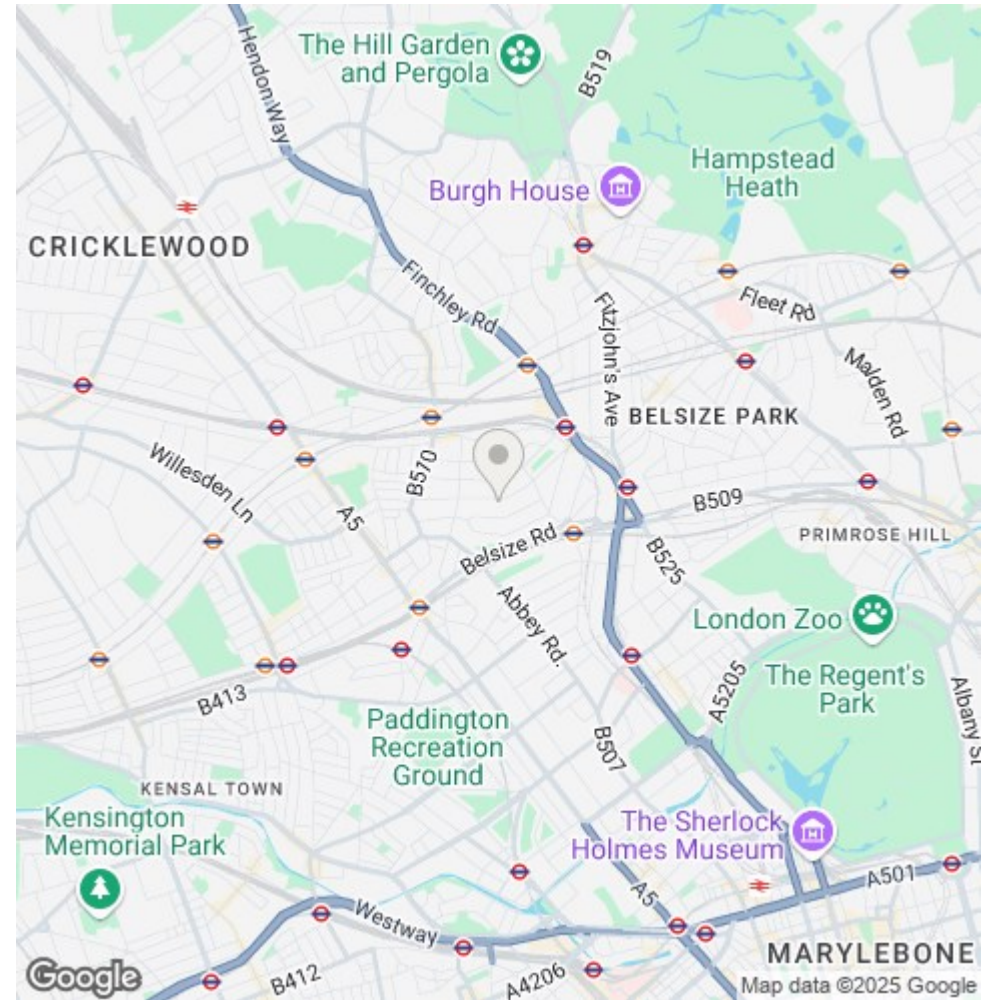 Hendon Way
The Hill Garden
and Pergola
B519
Burgh House
Hampstead
Heath
CRICKLEWOOD
Finchley Rd
Fitzjohn's Ave
Fleet Rd
Malden Rd
BELSIZE PARK
Willesden Ln
B570
A5
B509
PRIMROSE HILL
Belsize Rd
B525
Abbey Rd.
London Zoo
The Regent's
Park
A5205
Albany St
B413
Paddington
Recreation
Ground
B507
KENSAL TOWN
Kensington
Memorial Park
The Sherlock
Holmes Museum
A5
A501
Westway
MARYLEBONE
B412
A4206
Google
Map data ©2025 Google